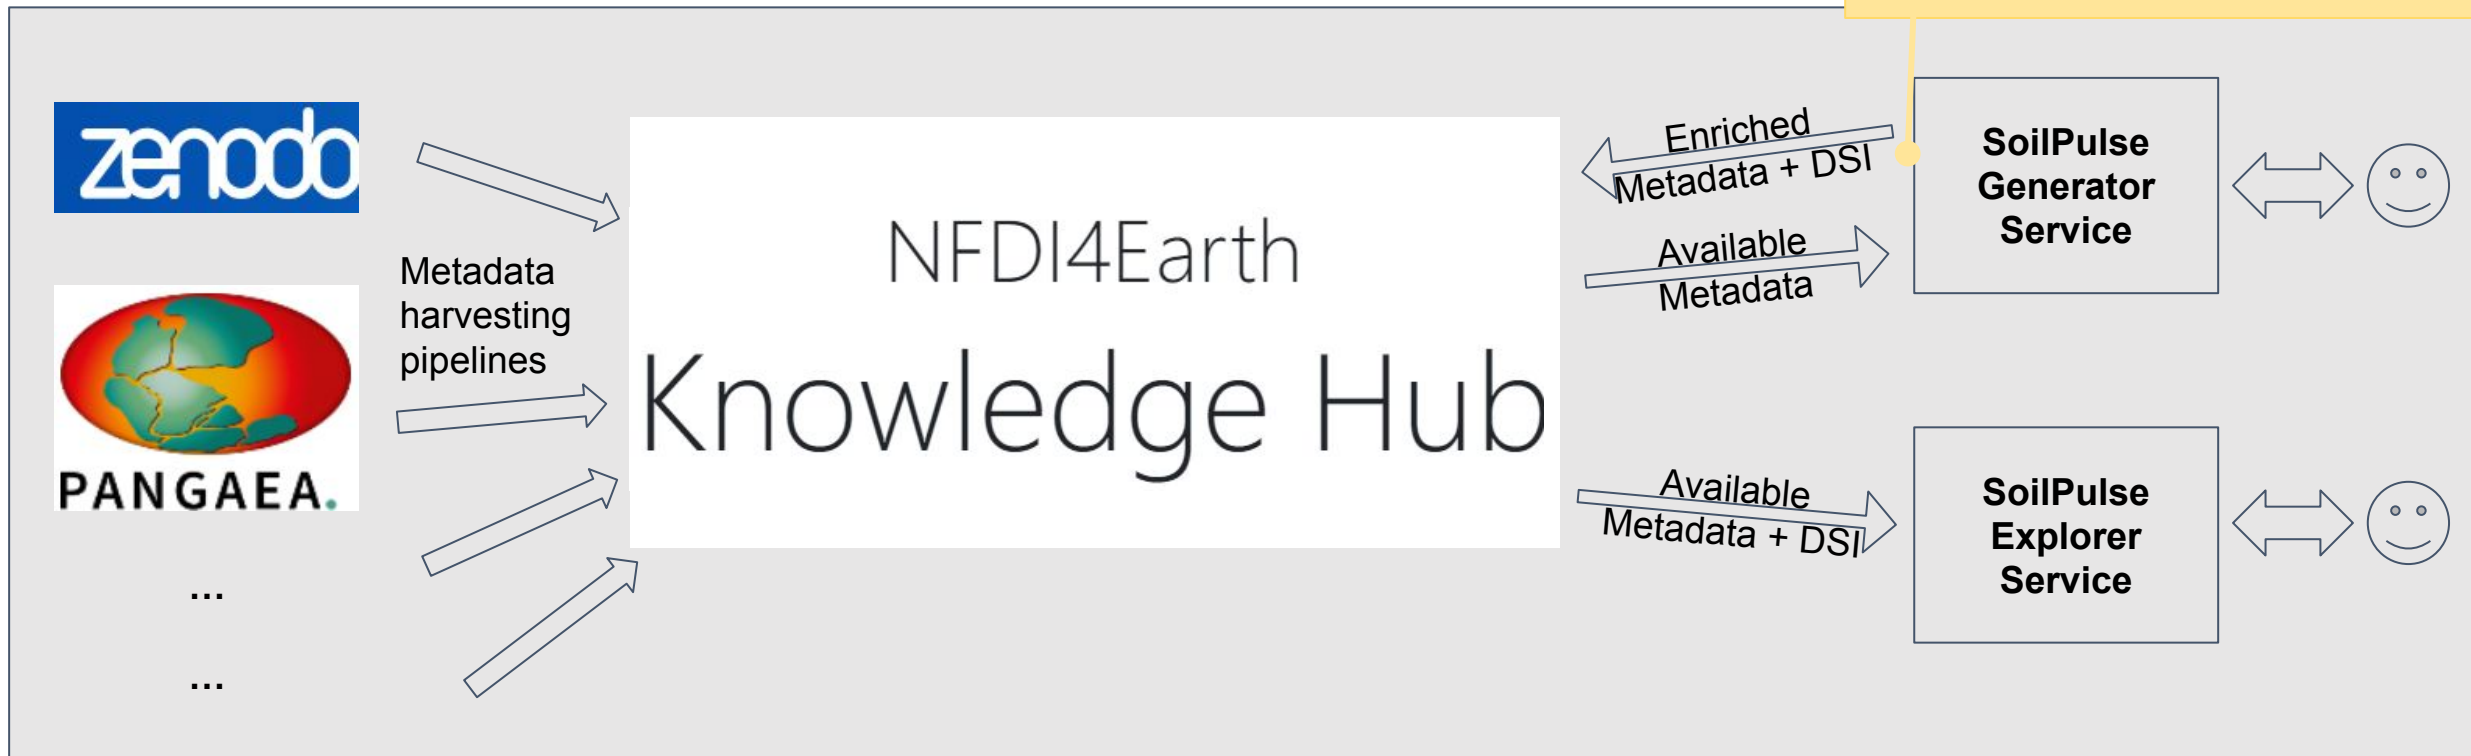 zenodo
PANGAEA.
...
...
Metadata
harvesting
pipelines
NFDI4Earth
Knowledge Hub
Enriched
Metadata + DSI
Available
Metadata
Available
Metadata + DSI
SoilPulse
Generator
Service
SoilPulse
Explorer
Service